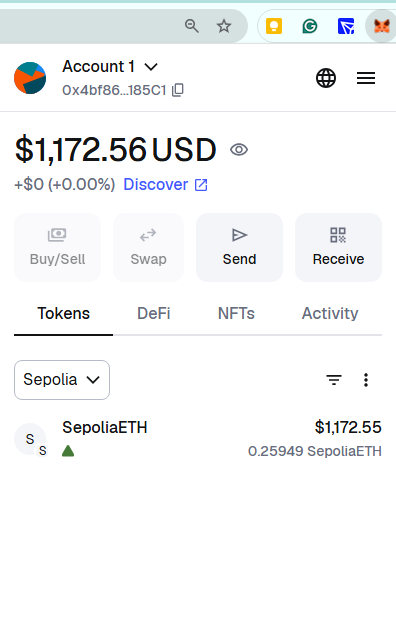 Account 1
0x4bf86...185C1
$1,172.56 USD
+$0 (+0.00%) Discover
Buy/Sell Swap Send Receive
Tokens DeFi NFTs Activity
Sepolia
S S SepoliaETH $1,172.55
0.25949 SepoliaETH